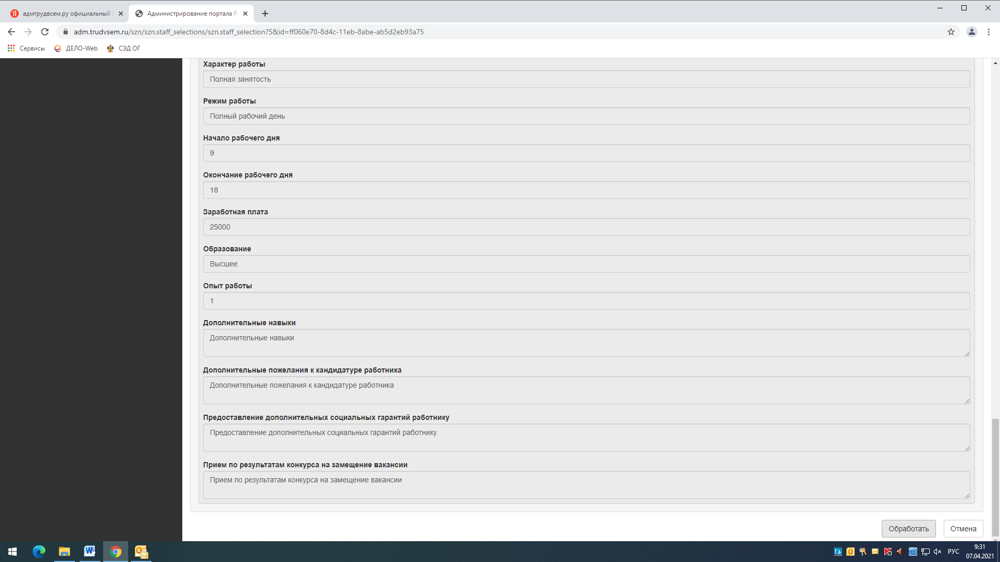 адмтрудвсем.ру официальный
Администрирование портала Р
adm.trudvsem.ru/szn/szn.staff_selections/szn.staff_selection?5&id=ff060e70-8d4c-11eb-8abe-ab5d2eb93a75
Сервисы ДЕЛО-Web СЭД ОГ
Характер работы
Полная занятость
Режим работы
Полный рабочий день
Начало рабочего дня
9
Окончание рабочего дня
18
Заработная плата
25000
Образование
Высшее
Опыт работы
1
Дополнительные навыки
Дополнительные навыки
Дополнительные пожелания к кандидатуре работника
Дополнительные пожелания к кандидатуре работника
Предоставление дополнительных социальных гарантий работнику
Предоставление дополнительных социальных гарантий работнику
Прием по результатам конкурса на замещение вакансии
Прием по результатам конкурса на замещение вакансии
Обработать Отмена
РУС
9:31
07.04.2021